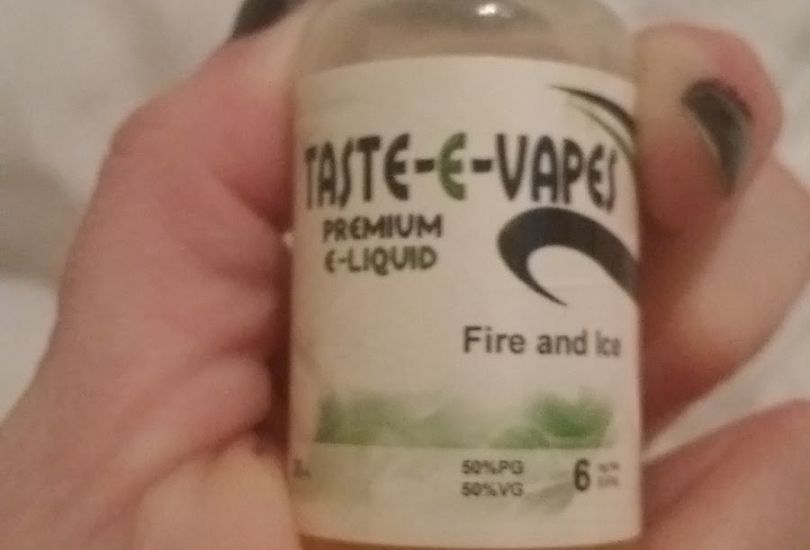 TASTE-E-VAPES
PREMIUM
E-LIQUID
Fire and Ice
50%PG
50%VG
6